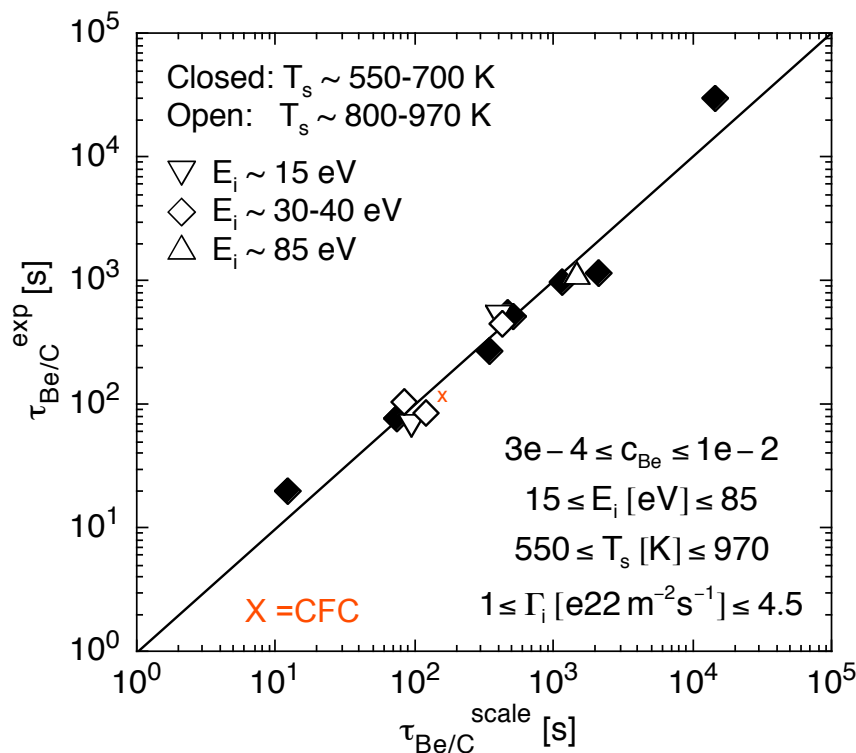 10^5
10^4
10^3
10^2
10^1
10^0
τ_Be/C^exp [s]
Closed: T_s ~ 550-700 K
Open: T_s ~ 800-970 K
E_i ~ 15 eV
E_i ~ 30-40 eV
E_i ~ 85 eV
x
3e-4 ≤ c_Be ≤ 1e-2
15 ≤ E_i [eV] ≤ 85
550 ≤ T_s [K] ≤ 970
1 ≤ Γ_i [e22 m^-2 s^-1] ≤ 4.5
X =CFC
10^0 10^1 10^2 10^3 10^4 10^5
τ_Be/C^scale [s]